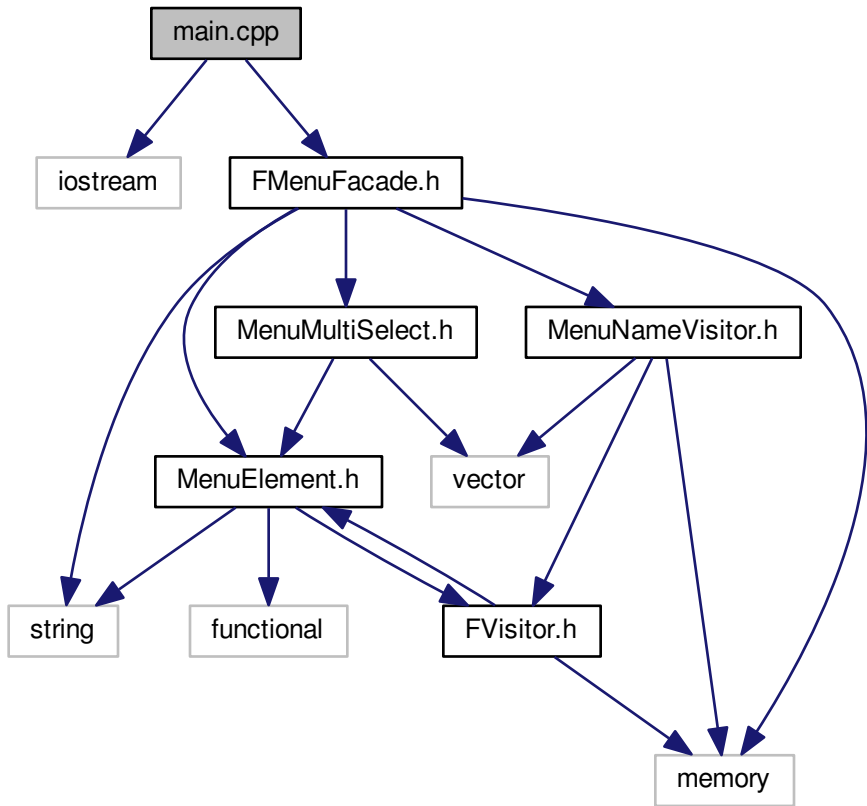 main.cpp
iostream
FMenuFacade.h
MenuMultiSelect.h
MenuNameVisitor.h
MenuElement.h
vector
string
functional
FVisitor.h
memory